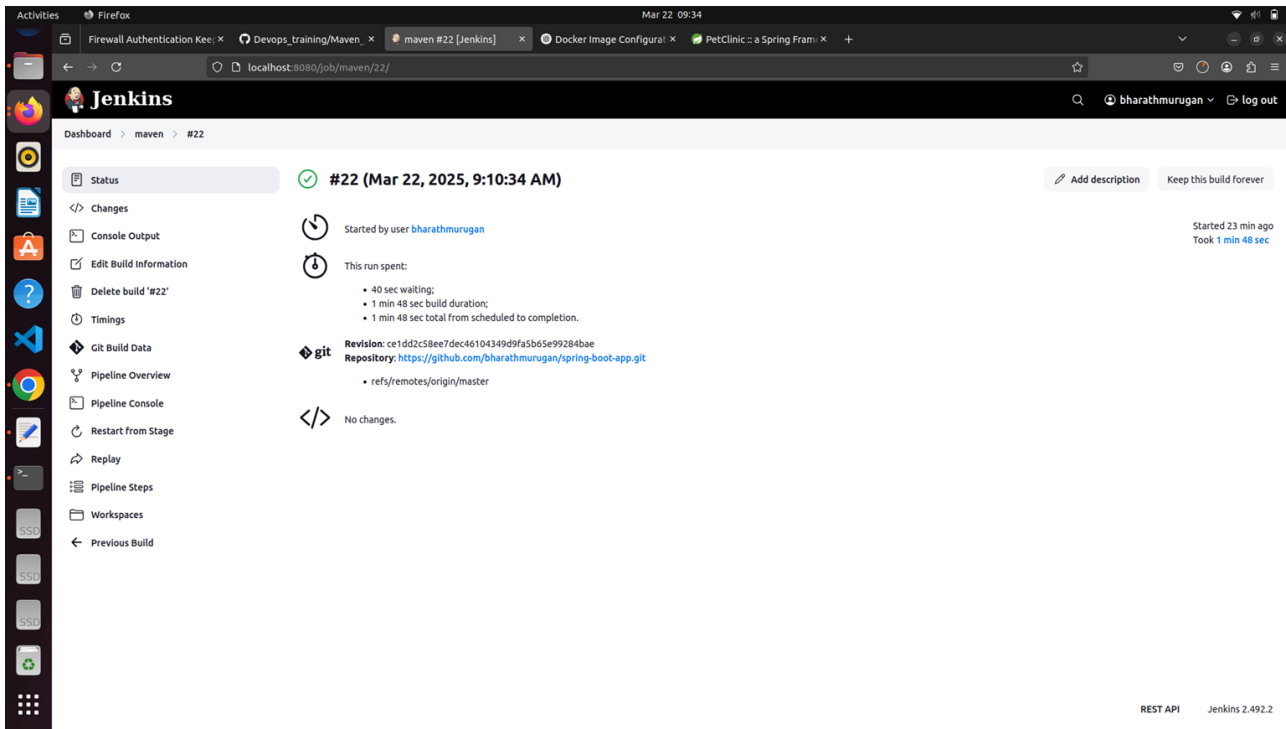 Activities Firefox Mar 22 09:34
Firewall Authentication Keep Devops_training/Maven_ maven #22 [Jenkins] Docker Image Configurat PetClinic :: a Spring Fram
localhost:8080/job/maven/22/
Jenkins bharathmurugan log out
Dashboard > maven > #22
Status
Changes
Console Output
Edit Build Information
Delete build '#22'
Timings
Git Build Data
Pipeline Overview
Pipeline Console
Restart from Stage
Replay
Pipeline Steps
Workspaces
Previous Build
#22 (Mar 22, 2025, 9:10:34 AM)
Add description Keep this build forever
Started by user bharathmurugan
Started 23 min ago
Took 1 min 48 sec
This run spent:
• 40 sec waiting;
• 1 min 48 sec build duration;
• 1 min 48 sec total from scheduled to completion.
git
Revision: ce1dd2c58ee7dec46104349d9fa5b65e99284bae
Repository: https://github.com/bharathmurugan/spring-boot-app.git
• refs/remotes/origin/master
No changes.
SSD
SSD
SSD
REST API Jenkins 2.492.2